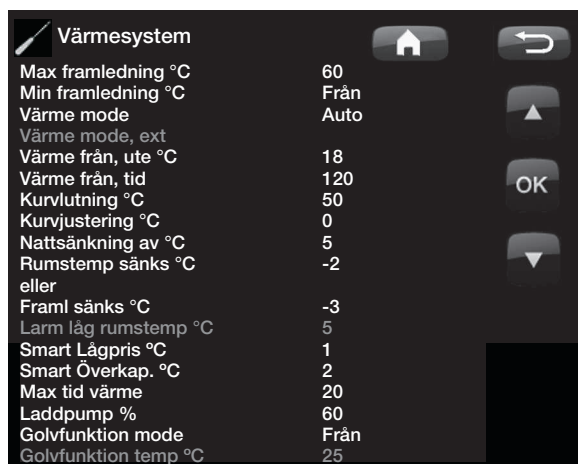 Värmesystem
Max framledning °C 60
Min framledning °C Från
Värme mode Auto
Värme mode, ext
Värme från, ute °C 18
Värme från, tid 120
OK
Kurvlutning °C 50
Kurvjustering °C 0
Nattsänkning av °C 5
Rumstemp sänks °C -2
eller
Framl sänks °C -3
Larm låg rumstemp °C 5
Smart Lågpris ºC 1
Smart Överkap. ºC 2
Max tid värme 20
Laddpump % 60
Golvfunktion mode Från
Golvfunktion temp ºC 25